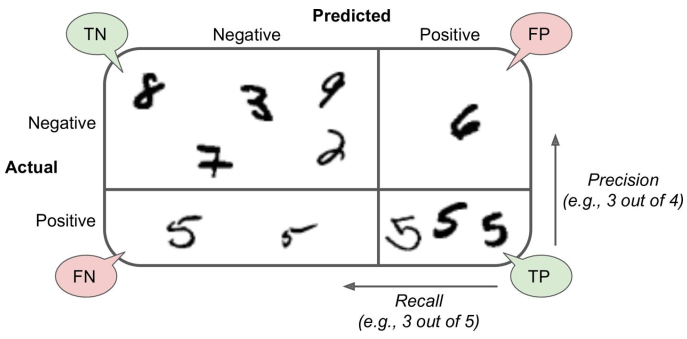 Predicted
TN Negative Positive FP
8 3 9 6
Negative
7 2
Actual
Precision
(e.g., 3 out of 4)
Positive 5 5 5 5 5
FN TP
Recall
(e.g., 3 out of 5)